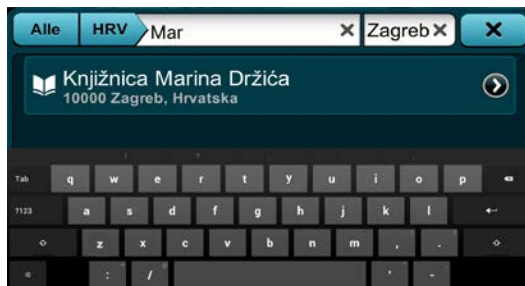 Alle HRV Mar × Zagreb × ×
Knjižnica Marina Držića
10000 Zagreb, Hrvatska
Tab q w e r t y u i o p
?123 a s d f g h j k l
z x c v b n m , .
: / ' -